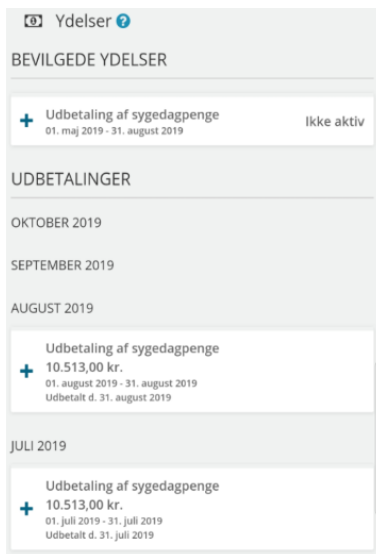 Ydelser ?
BEVILGEDE YDELSER
Udbetaling af sygedagpenge
01. maj 2019 - 31. august 2019
Ikke aktiv
UDBETALINGER
OKTOBER 2019
SEPTEMBER 2019
AUGUST 2019
Udbetaling af sygedagpenge
10.513,00 kr.
01. august 2019 - 31. august 2019
Udbetalt d. 31. august 2019
JULI 2019
Udbetaling af sygedagpenge
10.513,00 kr.
01. juli 2019 - 31. juli 2019
Udbetalt d. 31. juli 2019